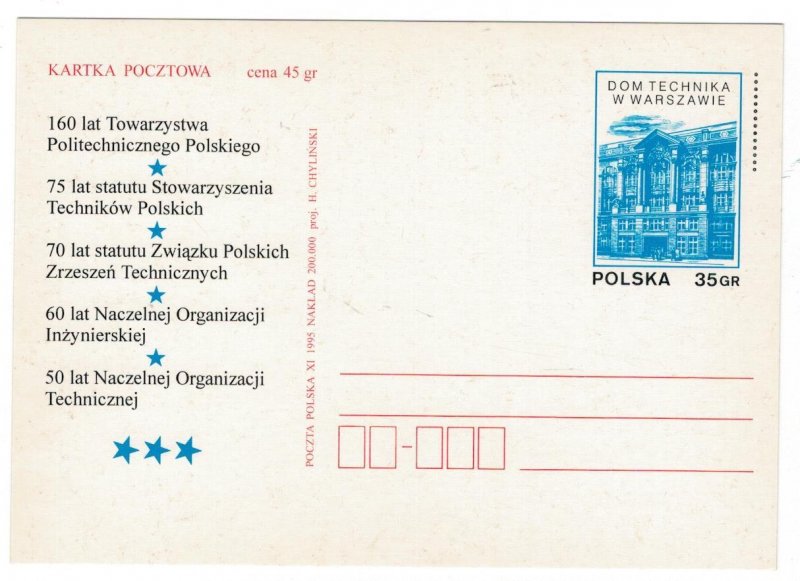 KARTKA POCZTOWA cena 45 gr
160 lat Towarzystwa
Politechnicznego Polskiego
75 lat statutu Stowarzyszenia
Techników Polskich
70 lat statutu Związku Polskich
Zrzeszeń Technicznych
60 lat Naczelnej Organizacji
Inżynierskiej
50 lat Naczelnej Organizacji
Technicznej
POCZTA POLSKA XI 1995 NAKŁAD 200.000 proj. H. CHYLIŃSKI
DOM TECHNIKA
W WARSZAWIE
POLSKA 35 GR